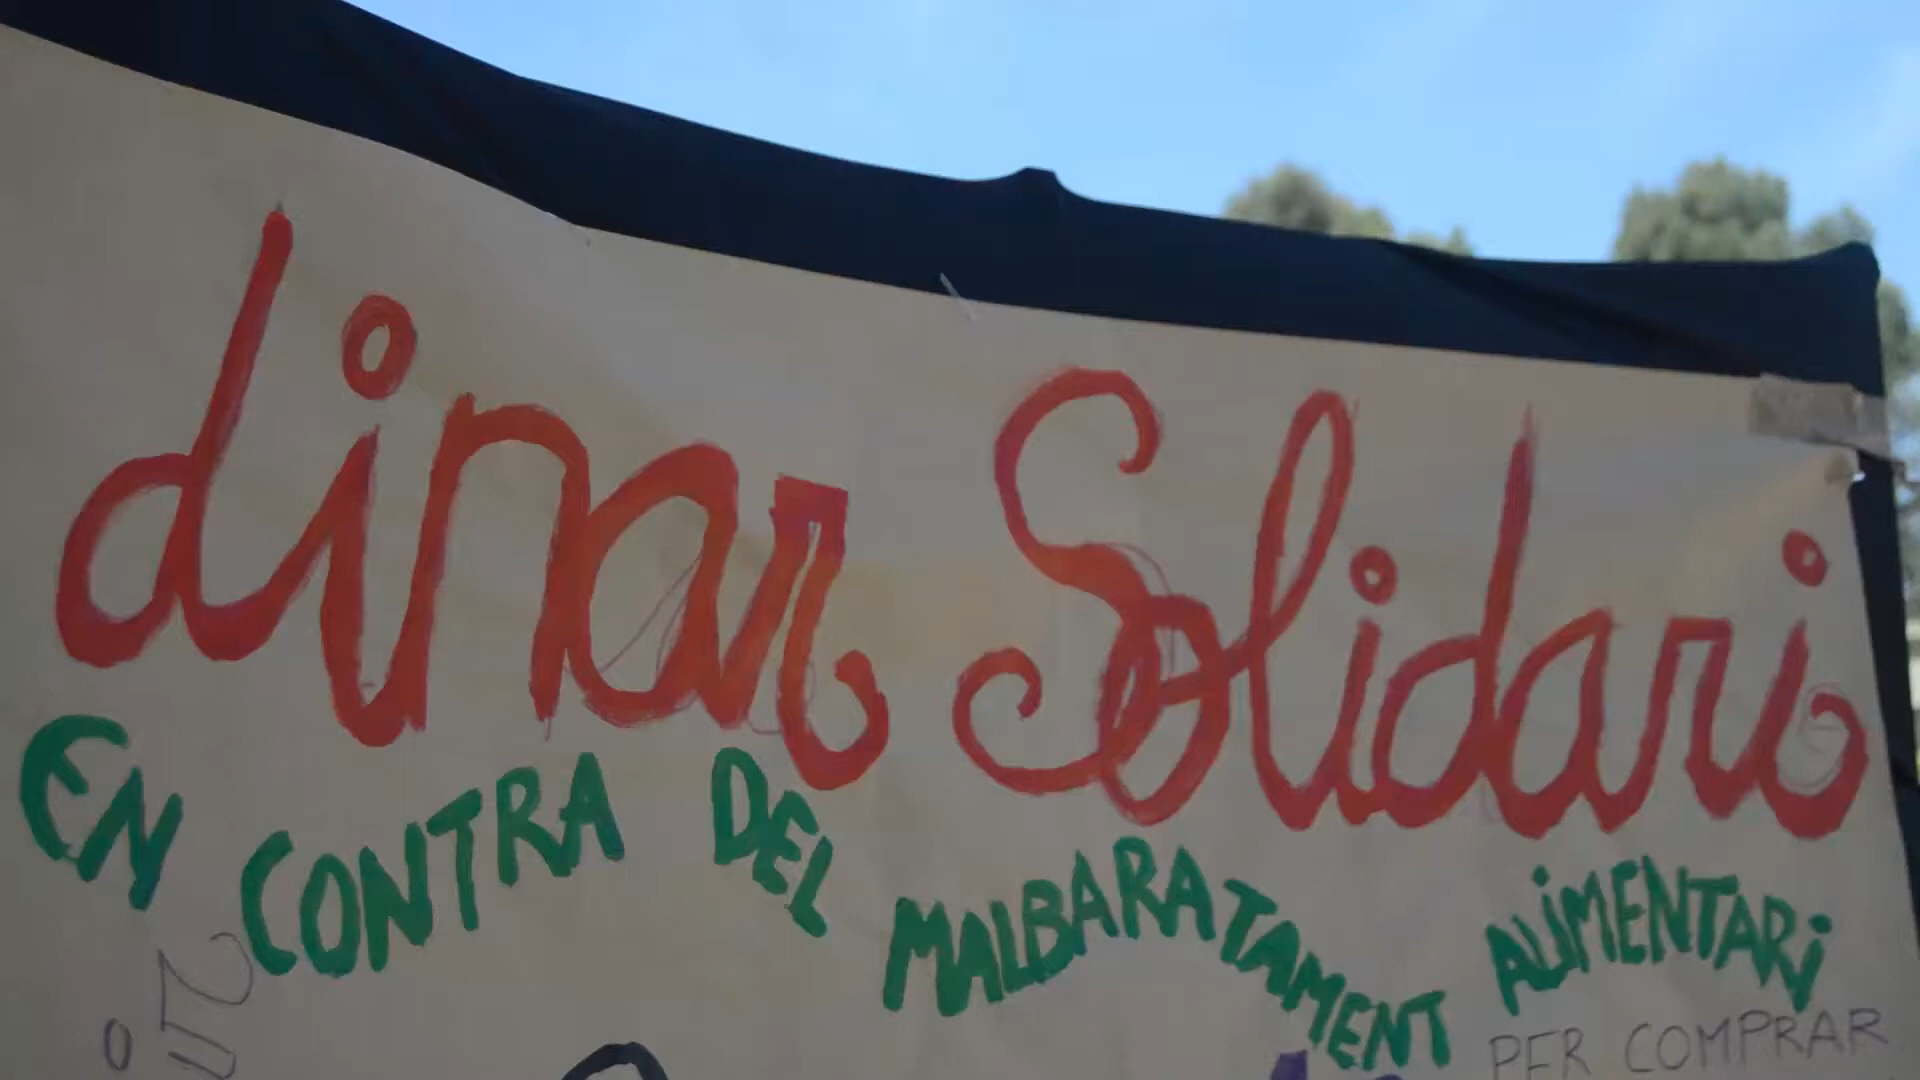 dinar Solidari
EN CONTRA DEL MALBARATAMENT ALiMENTARi
PER COMPRAR